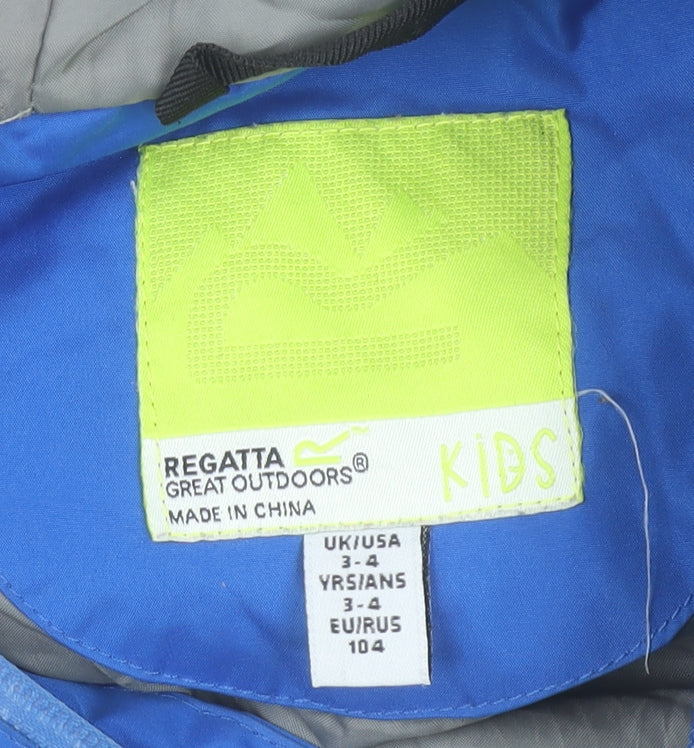 REGATTA
GREAT OUTDOORS®
MADE IN CHINA
KiDS
UK/USA
3-4
YRS/ANS
3-4
EU/RUS
104